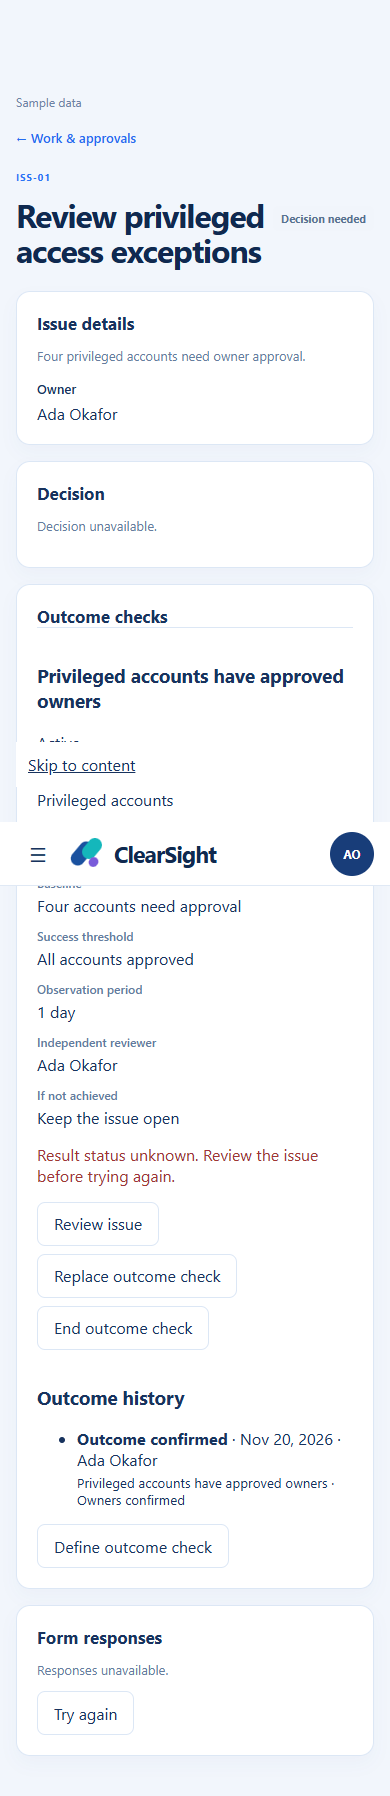 Sample data
← Work & approvals
ISS-01
Review privileged
access exceptions
Decision needed
Issue details
Four privileged accounts need owner approval.
Owner
Ada Okafor
Decision
Decision unavailable.
Outcome checks
Privileged accounts have approved
owners
Active
Skip to content
Privileged accounts
ClearSight
AO
Baseline
Four accounts need approval
Success threshold
All accounts approved
Observation period
1 day
Independent reviewer
Ada Okafor
If not achieved
Keep the issue open
Result status unknown. Review the issue
before trying again.
Review issue
Replace outcome check
End outcome check
Outcome history
• Outcome confirmed · Nov 20, 2026 ·
Ada Okafor
Privileged accounts have approved owners ·
Owners confirmed
Define outcome check
Form responses
Responses unavailable.
Try again